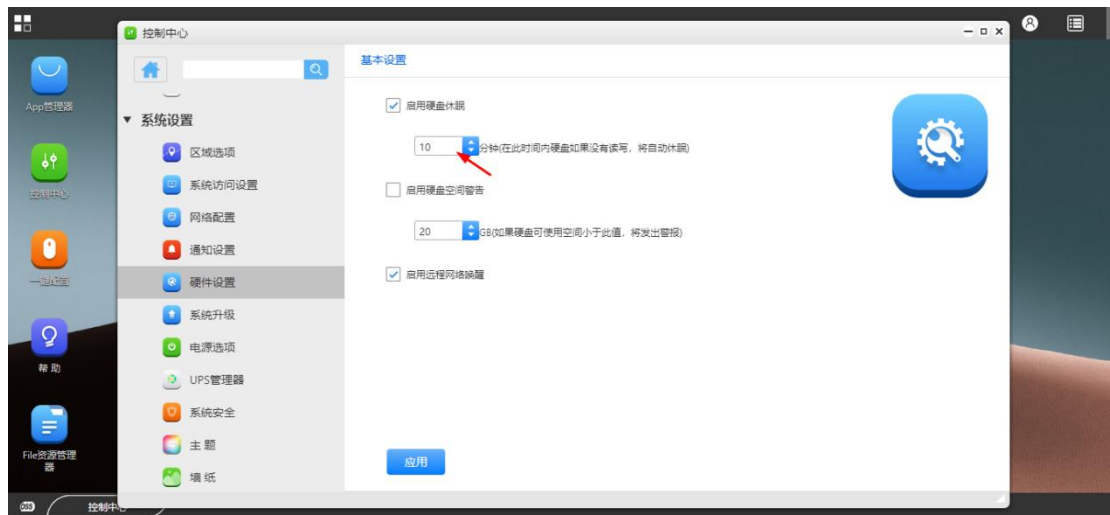 控制中心
App管理器
控制中心
一键配置
帮 助
File资源管理器
系统设置
区域选项
系统访问设置
网络配置
通知设置
硬件设置
系统升级
电源选项
UPS管理器
系统安全
主 题
墙 纸
基本设置
启用硬盘休眠
10 分钟(在此时间内硬盘如果没有读写，将自动休眠)
启用硬盘空间警告
20 GB(如果硬盘可使用空间小于此值，将发出警报)
启用远程网络唤醒
应用
控制中心